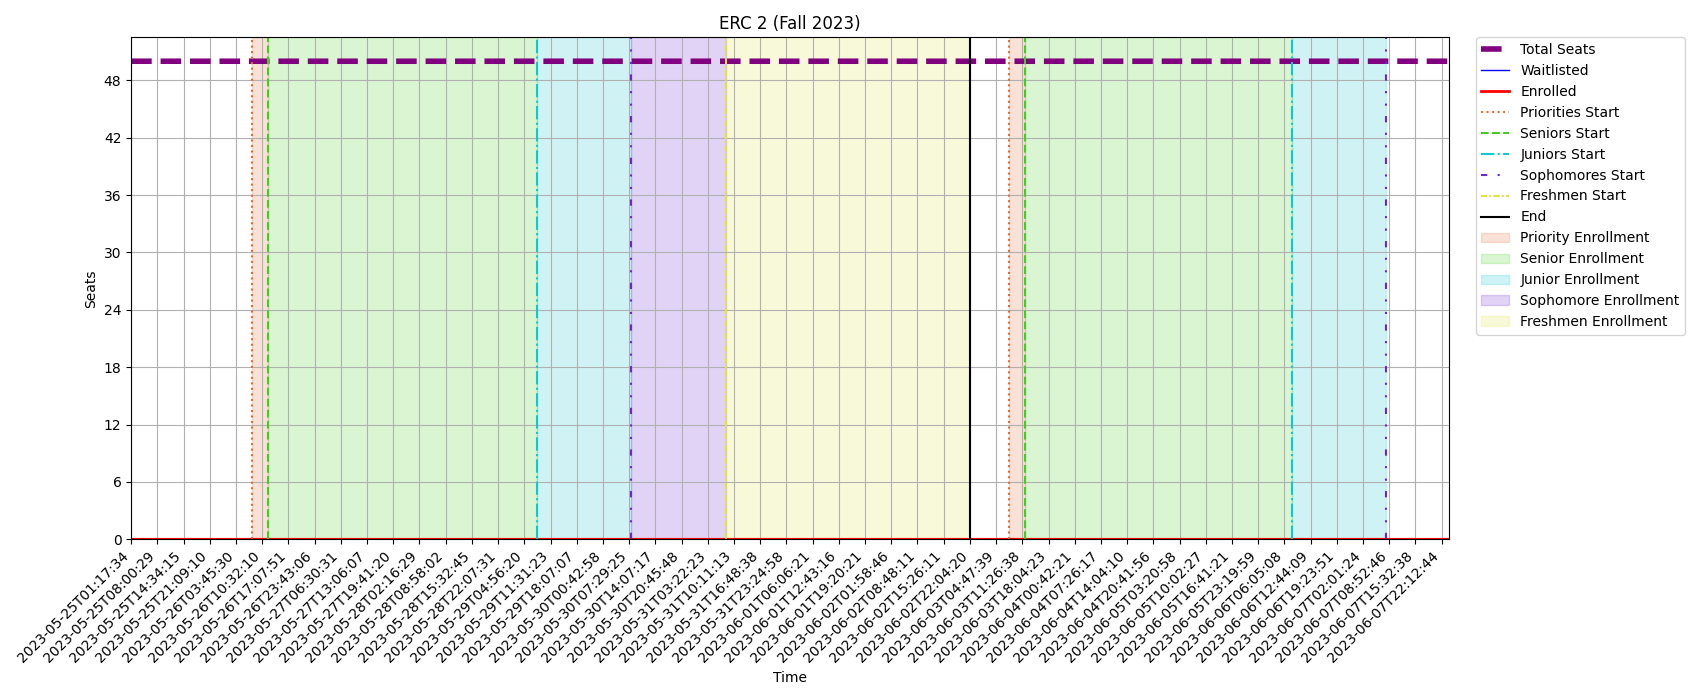 ERC 2 (Fall 2023)
Seats
48
42
36
30
24
18
12
6
0
2023-05-25T01:17:34
2023-05-25T08:00:29
2023-05-25T14:34:15
2023-05-25T21:09:10
2023-05-26T03:45:30
2023-05-26T10:32:10
2023-05-26T17:07:51
2023-05-26T23:43:06
2023-05-27T06:30:31
2023-05-27T13:06:07
2023-05-27T19:41:20
2023-05-28T02:16:29
2023-05-28T08:58:02
2023-05-28T15:32:45
2023-05-28T22:07:31
2023-05-29T04:56:20
2023-05-29T11:31:23
2023-05-29T18:07:07
2023-05-30T00:42:58
2023-05-30T07:29:25
2023-05-30T14:07:17
2023-05-30T20:45:48
2023-05-31T03:22:23
2023-05-31T10:11:13
2023-05-31T16:48:38
2023-05-31T23:24:58
2023-06-01T06:06:21
2023-06-01T12:43:16
2023-06-01T19:20:21
2023-06-02T01:58:46
2023-06-02T08:48:11
2023-06-02T15:26:11
2023-06-02T22:04:20
2023-06-03T04:47:39
2023-06-03T11:26:38
2023-06-03T18:04:23
2023-06-04T00:42:21
2023-06-04T07:26:17
2023-06-04T14:04:10
2023-06-04T20:41:56
2023-06-05T03:20:58
2023-06-05T10:02:27
2023-06-05T16:41:21
2023-06-05T23:19:59
2023-06-06T06:05:08
2023-06-06T12:44:09
2023-06-06T19:23:51
2023-06-07T02:01:24
2023-06-07T08:52:46
2023-06-07T15:32:38
2023-06-07T22:12:44
Time
Total Seats
Waitlisted
Enrolled
Priorities Start
Seniors Start
Juniors Start
Sophomores Start
Freshmen Start
End
Priority Enrollment
Senior Enrollment
Junior Enrollment
Sophomore Enrollment
Freshmen Enrollment